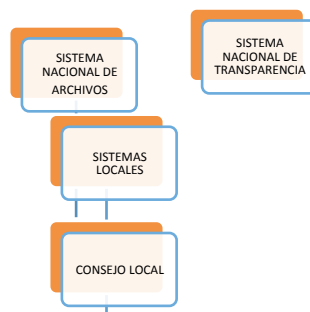 SISTEMA
NACIONAL DE
ARCHIVOS
SISTEMA
NACIONAL DE
TRANSPARENCIA
SISTEMAS
LOCALES
CONSEJO LOCAL